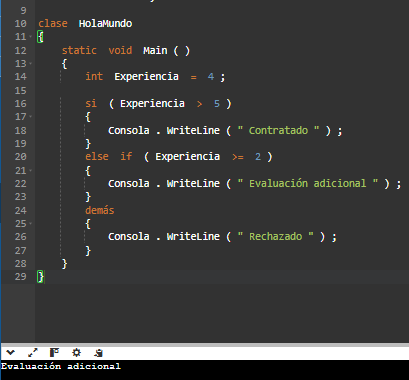 9
10 clase HolaMundo
11 {
12 static void Main ( )
13 {
14 int Experiencia = 4 ;
15
16 si ( Experiencia > 5 )
17 {
18 Consola . WriteLine ( " Contratado " ) ;
19 }
20 else if ( Experiencia >= 2 )
21 {
22 Consola . WriteLine ( " Evaluación adicional " ) ;
23 }
24 demás
25 {
26 Consola . WriteLine ( " Rechazado " ) ;
27 }
28 }
29 }
Evaluación adicional